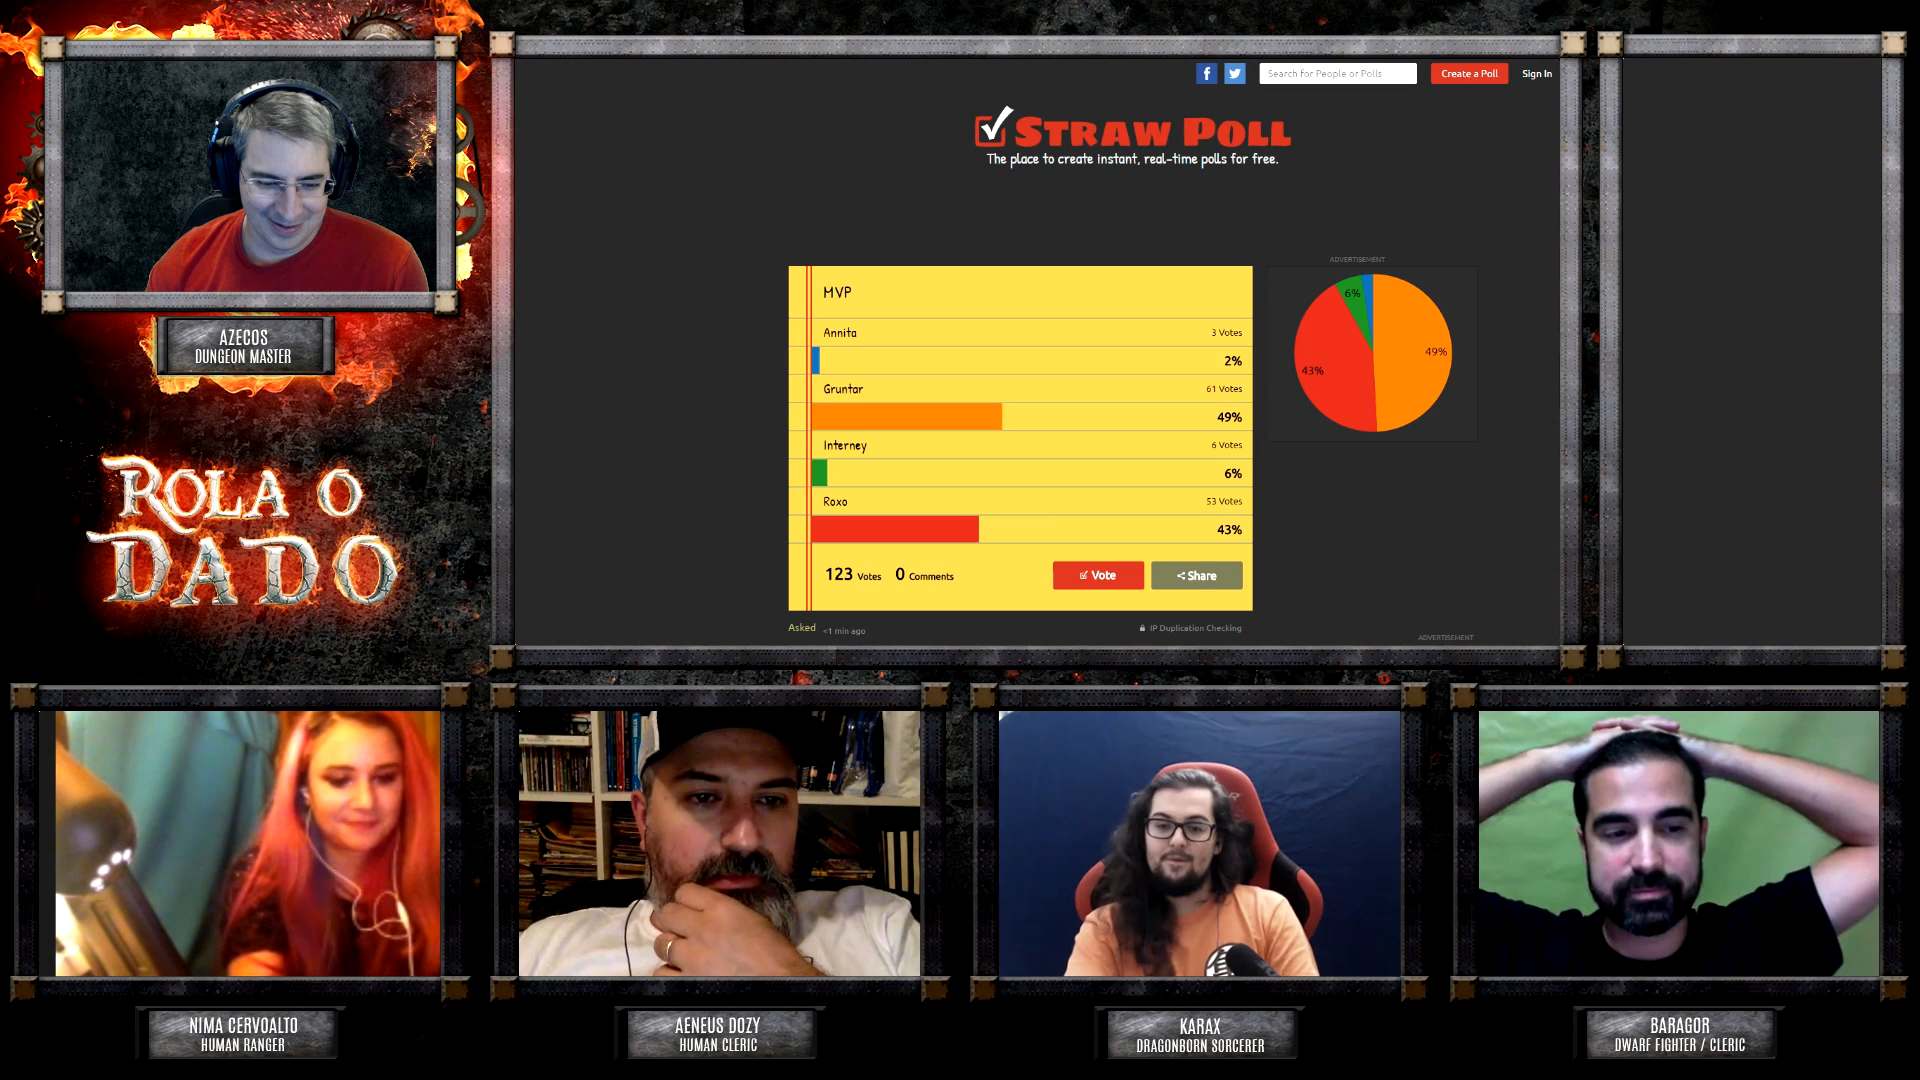 Search for People or Polls
Create a Poll
Sign In
STRAW POLL
The place to create instant, real-time polls for free.
AZECOS
DUNGEON MASTER
ROLA O
DADO
ADVERTISEMENT
MVP
Annita
3 Votes
2%
Gruntar
61 Votes
49%
Interney
6 Votes
6%
Roxo
53 Votes
43%
123 Votes 0 Comments
Vote
Share
6%
49%
43%
Asked <1 min ago
IP Duplication Checking
ADVERTISEMENT
NIMA CERVOALTO
HUMAN RANGER
AENEUS DOZY
HUMAN CLERIC
KARAX
DRAGONBORN SORCERER
BARAGOR
DWARF FIGHTER / CLERIC